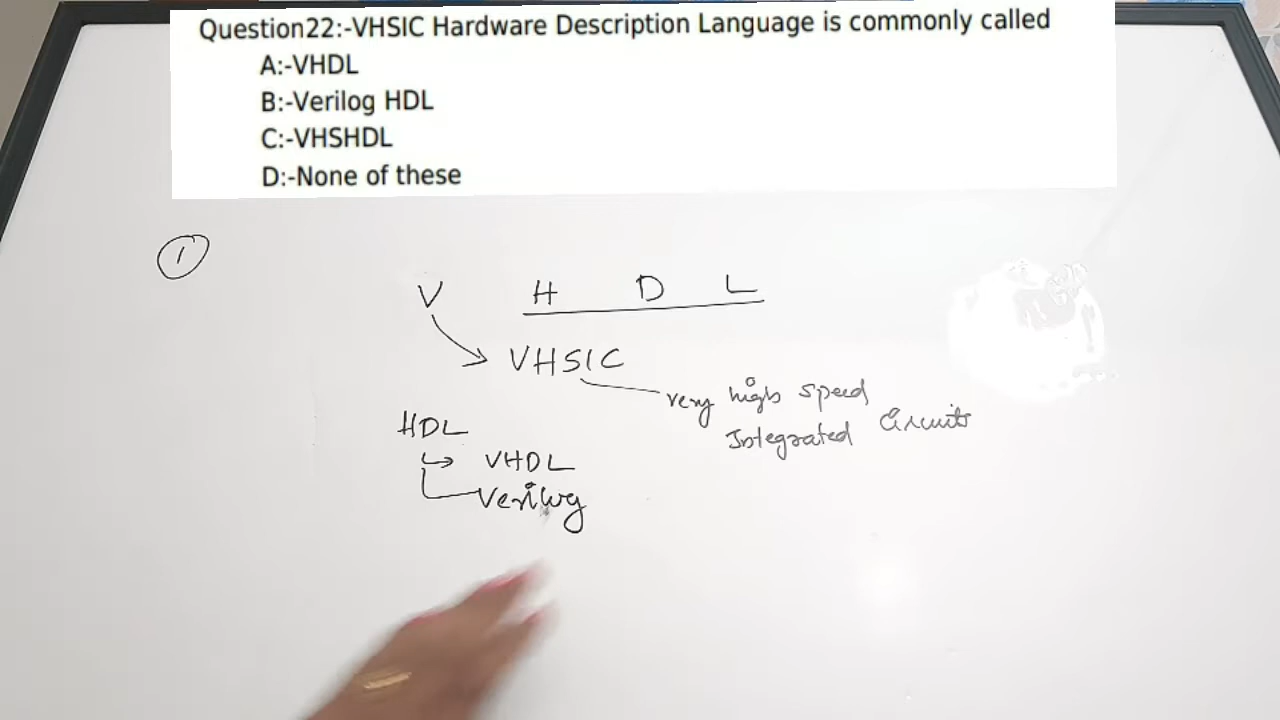 Question22:-VHSIC Hardware Description Language is commonly called
A:-VHDL
B:-Verilog HDL
C:-VHSHDL
D:-None of these
1
V H D L
VHSIC
very high speed
Integrated Circuits
HDL
VHDL
Verilog